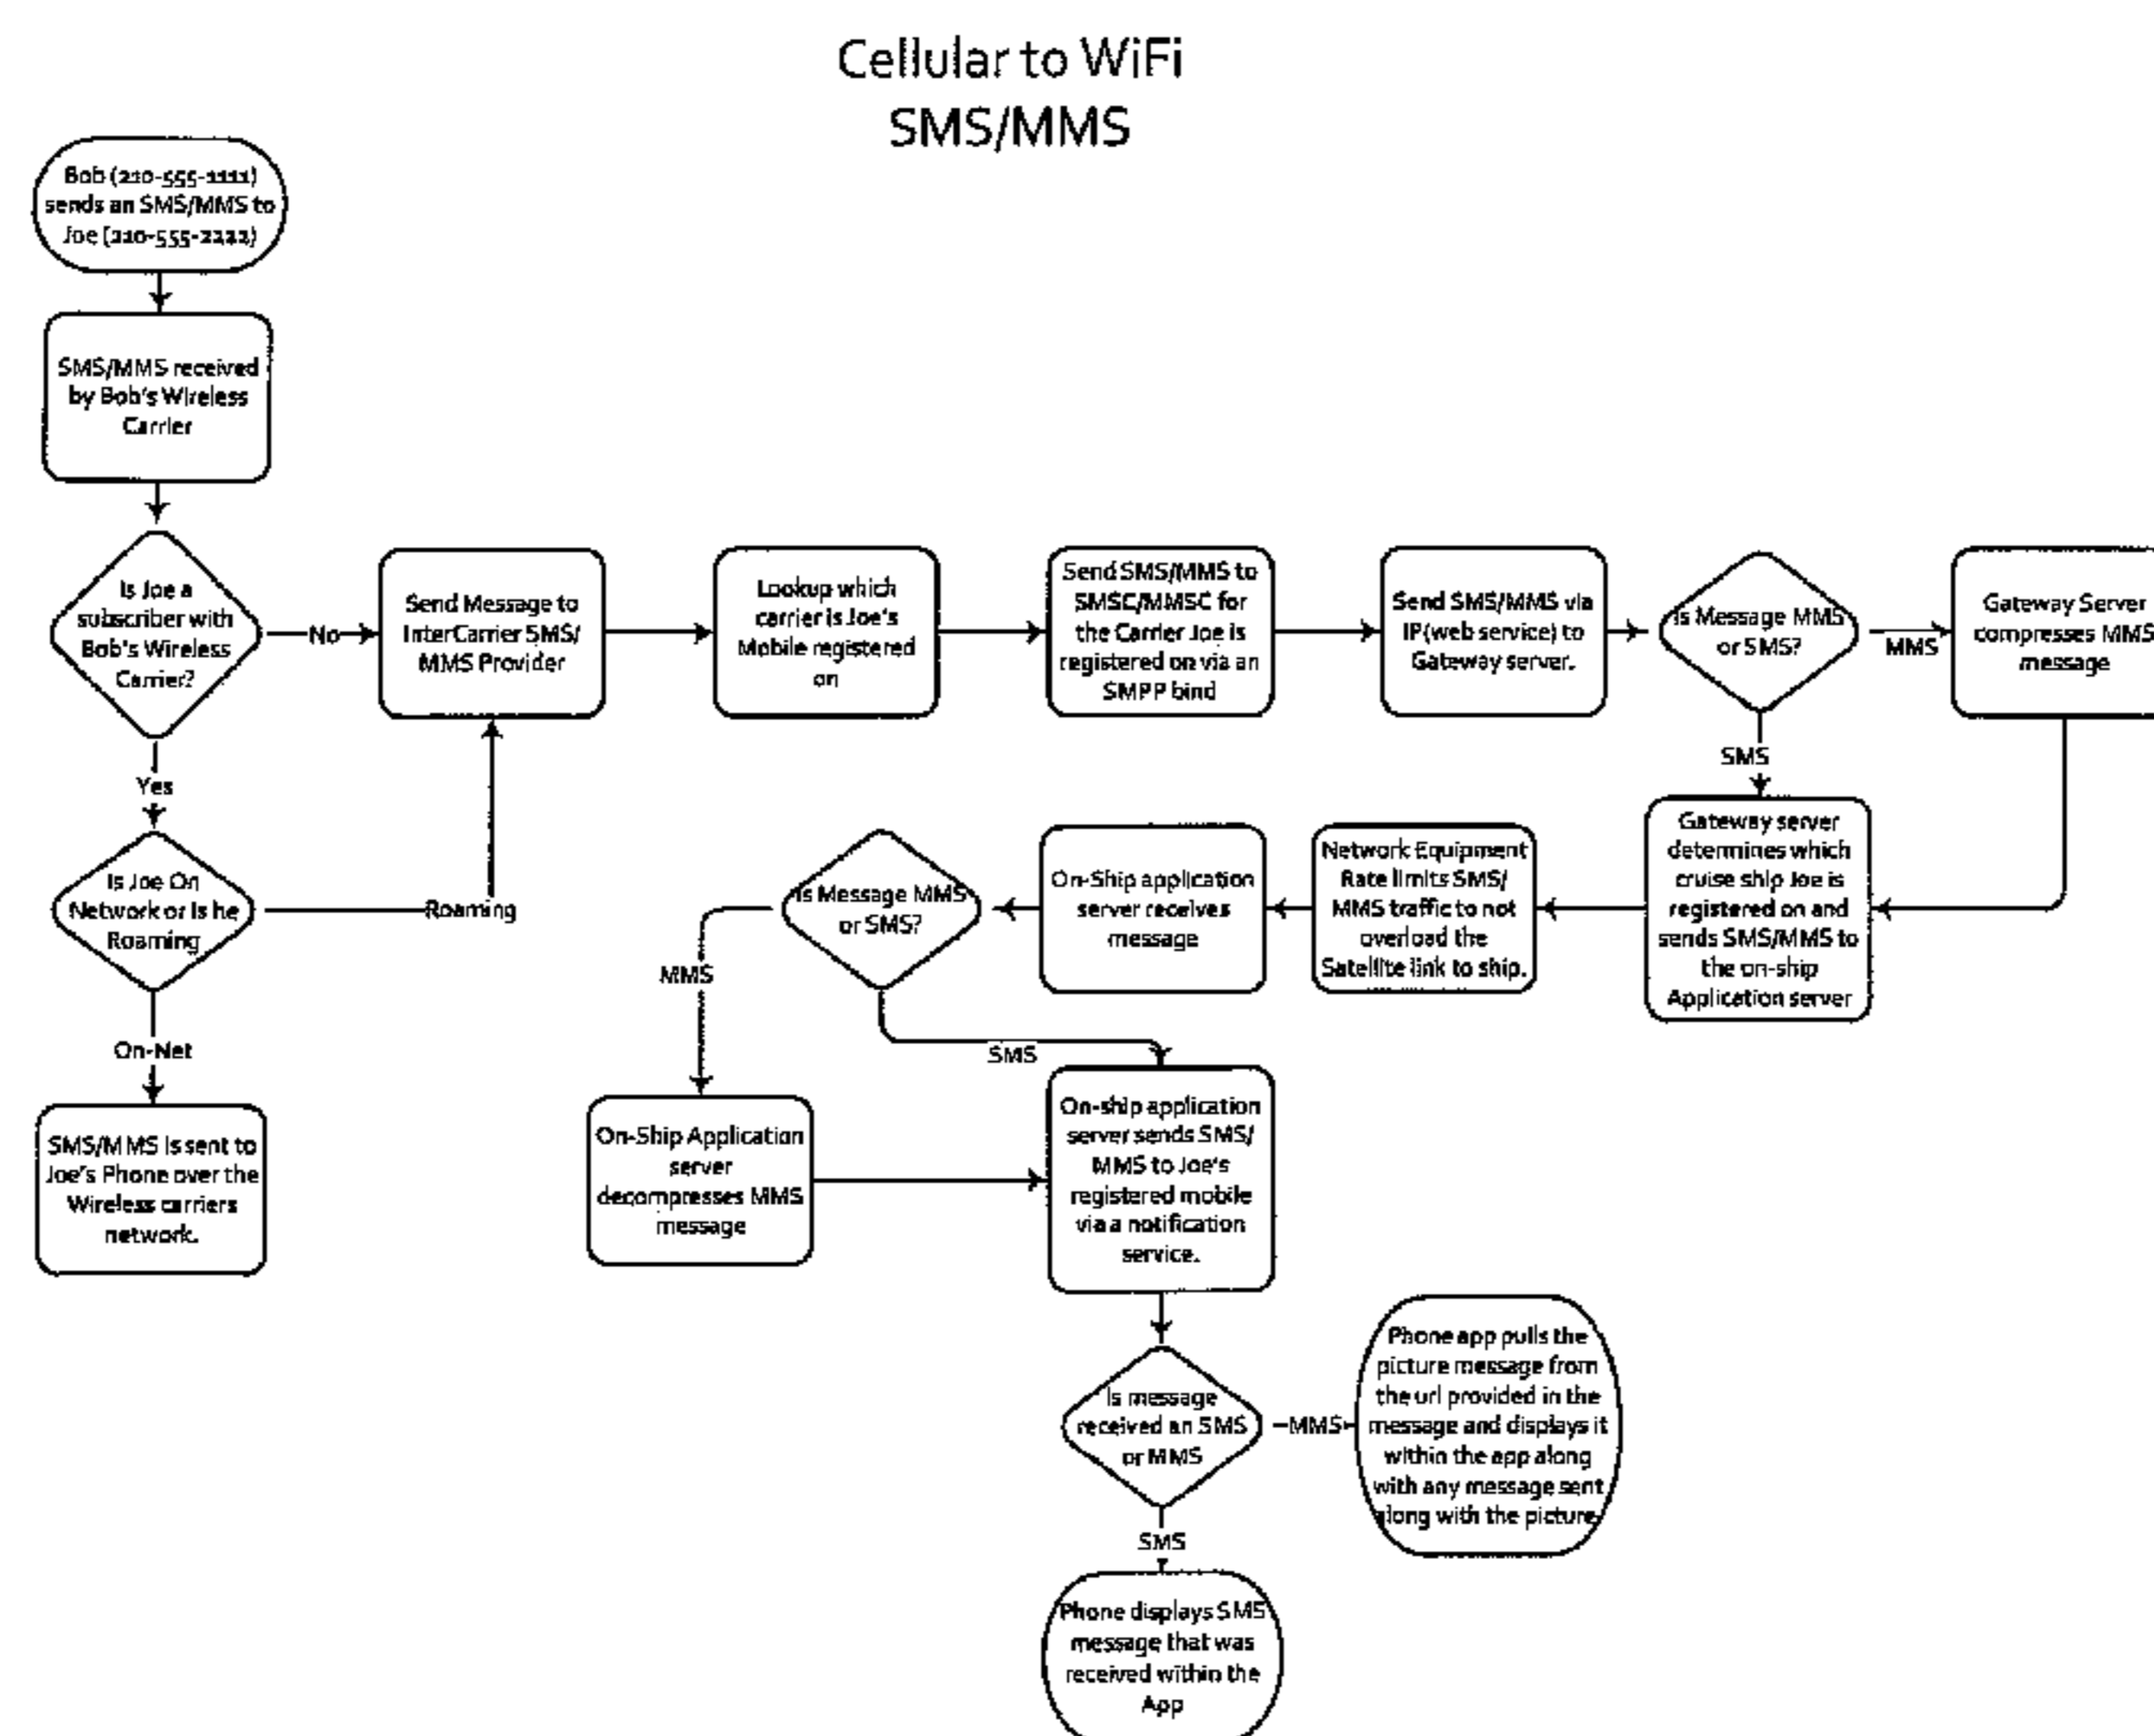 Cellular to WiFi
SMS/MMS
Bob (210-555-1111)
sends an SMS/MMS to
Joe (210-555-2222)
SMS/MMS received
by Bob's Wireless
Carrier
Is Joe a
subscriber with
Bob's Wireless
Carrier?
No
Send Message to
InterCarrier SMS/
MMS Provider
Lookup which
carrier is Joe's
Mobile registered
on
Send SMS/MMS to
SMSC/MMSC for
the Carrier Joe is
registered on via an
SMPP bind
Send SMS/MMS via
IP(web service) to
Gateway server.
Is Message MMS
or SMS?
MMS
Gateway Server
compresses MMS
message
SMS
Yes
Is Joe On
Network or is he
Roaming
Roaming
Gateway server
determines which
cruise ship Joe is
registered on and
sends SMS/MMS to
the on-ship
Application server
Network Equipment
Rate limits SMS/
MMS traffic to not
overload the
Satellite link to ship.
On-Ship application
server receives
message
Is Message MMS
or SMS?
MMS
SMS
On-Net
SMS/MMS is sent to
Joe's Phone over the
Wireless carriers
network.
On-Ship Application
server
decompresses MMS
message
On-ship application
server sends SMS/
MMS to Joe's
registered mobile
via a notification
service.
Is message
received an SMS
or MMS
MMS
Phone app pulls the
picture message from
the url provided in the
message and displays it
within the app along
with any message sent
along with the picture.
SMS
Phone displays SMS
message that was
received within the
App